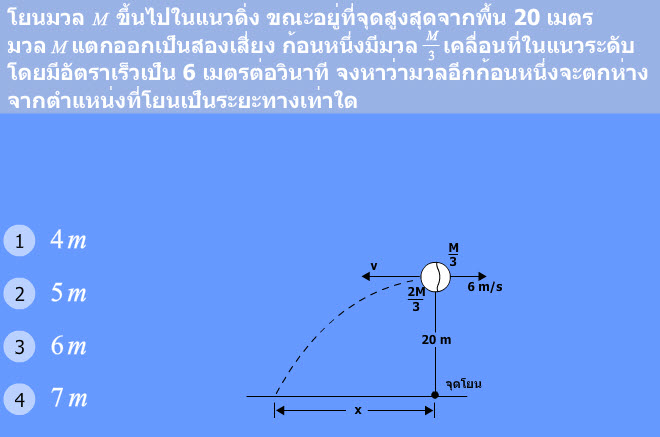 โยนมวล M ขึ้นไปในแนวดิ่ง ขณะอยู่ที่จุดสูงสุดจากพื้น 20 เมตร
มวล M แตกออกเป็นสองเสี่ยง ก้อนหนึ่งมีมวล M/3 เคลื่อนที่ในแนวระดับ
โดยมีอัตราเร็วเป็น 6 เมตรต่อวินาที จงหาว่ามวลอีกก้อนหนึ่งจะตกห่าง
จากตำแหน่งที่โยนเป็นระยะทางเท่าใด
1 4 m
2 5 m
3 6 m
4 7 m
M/3
v
6 m/s
2M/3
20 m
จุดโยน
x